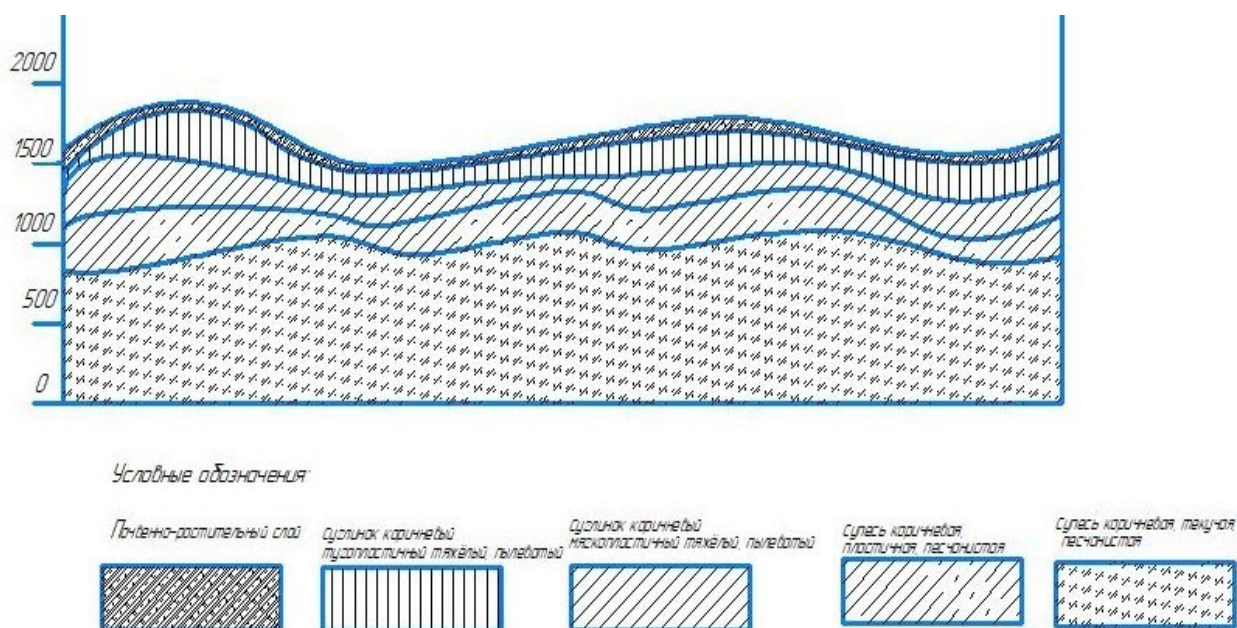 2000
1500
1000
500
0
Условные обозначения:
Почвенно-растительный слой
Суглинок коричневый
тугопластичный тяжёлый, пылеватый
Суглинок коричневый
мягкопластичный тяжёлый, пылеватый
Супесь коричневая,
пластичная, песчанистая
Супесь коричневая, текучая,
песчанистая